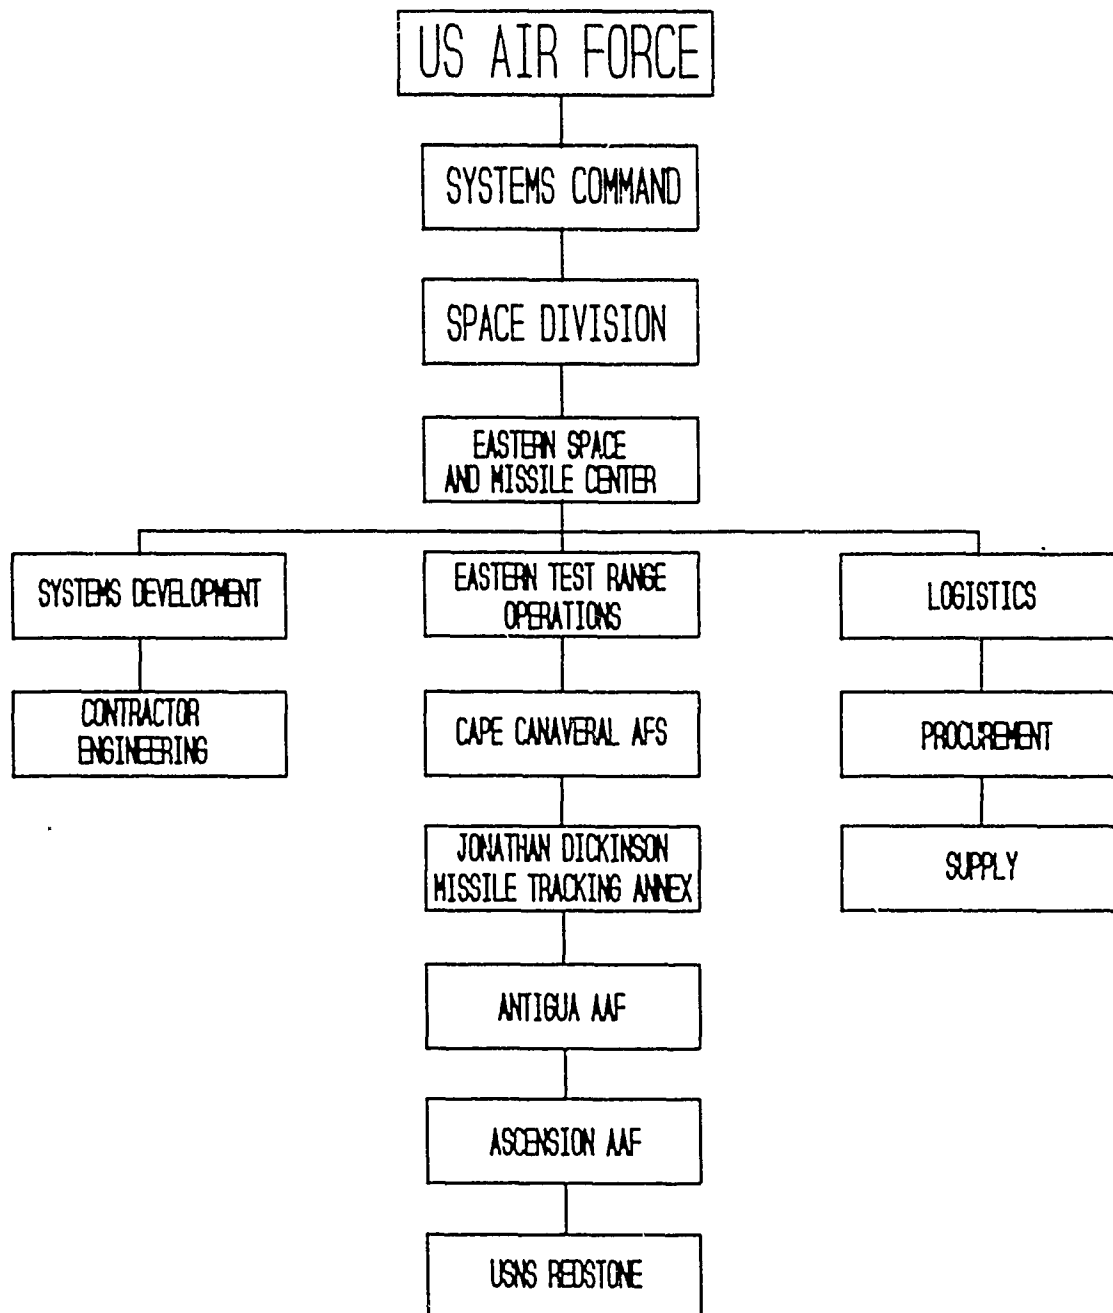 US AIR FORCE
SYSTEMS COMMAND
SPACE DIVISION
EASTERN SPACE
AND MISSILE CENTER
SYSTEMS DEVELOPMENT
EASTERN TEST RANGE
OPERATIONS
LOGISTICS
CONTRACTOR
ENGINEERING
CAPE CANAVERAL AFS
PROCUREMENT
JONATHAN DICKINSON
MISSILE TRACKING ANNEX
SUPPLY
ANTIGUA AAF
ASCENSION AAF
USNS REDSTONE